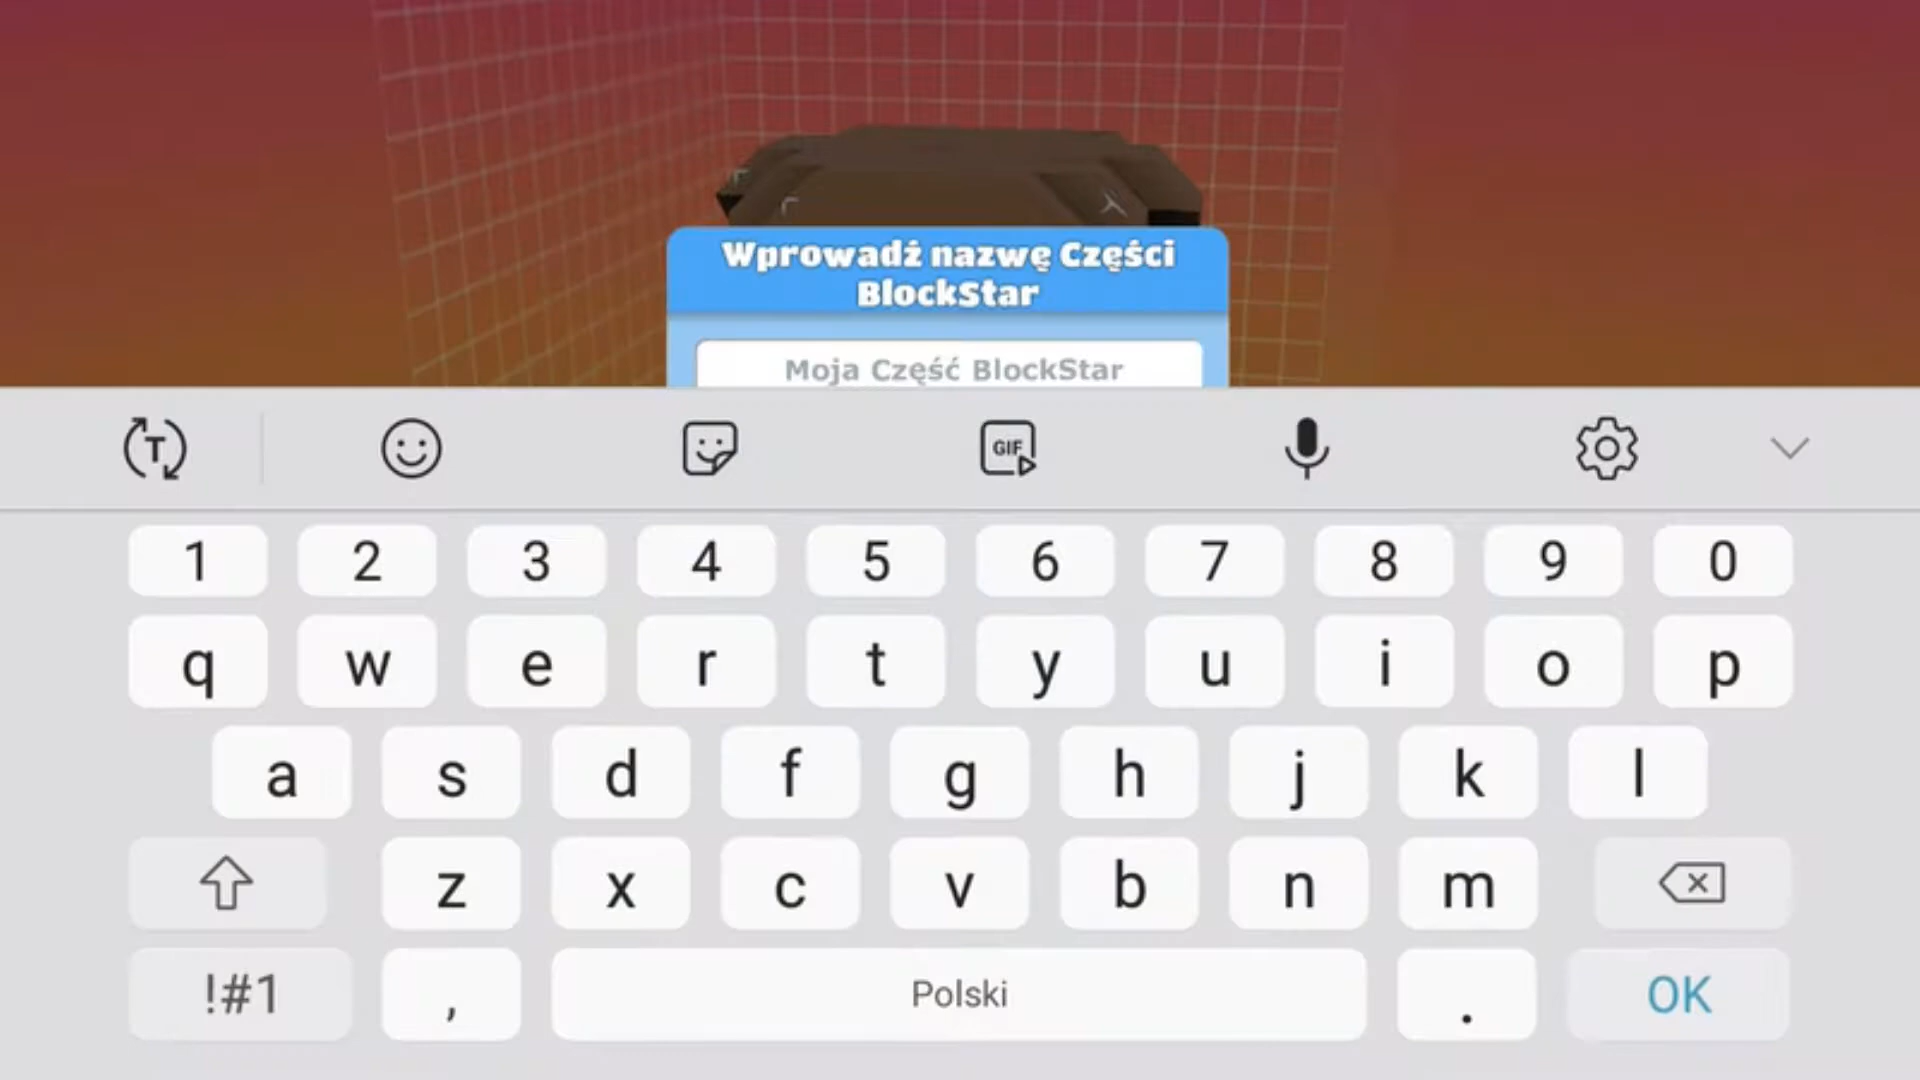 Wprowadź nazwę Części
BlockStar
Moja Część BlockStar
T
GIF
1 2 3 4 5 6 7 8 9 0
q w e r t y u i o p
a s d f g h j k l
z x c v b n m
!#1 , Polski . OK